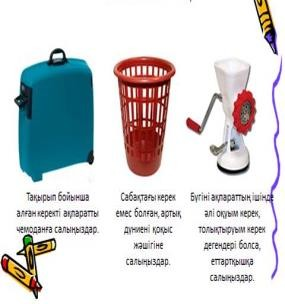 Тақырып бойынша
алған керекті ақпаратты
чемоданға салыңыздар.
Сабақтағы керек
емес болған, артық
дүниені қоқыс
жәшігіне
салыңыздар.
Бүгіні ақпараттың ішінде
әлі оқуым керек,
толықтыруым керек
дегендері болса,
еттартқышқа
салыңыздар.